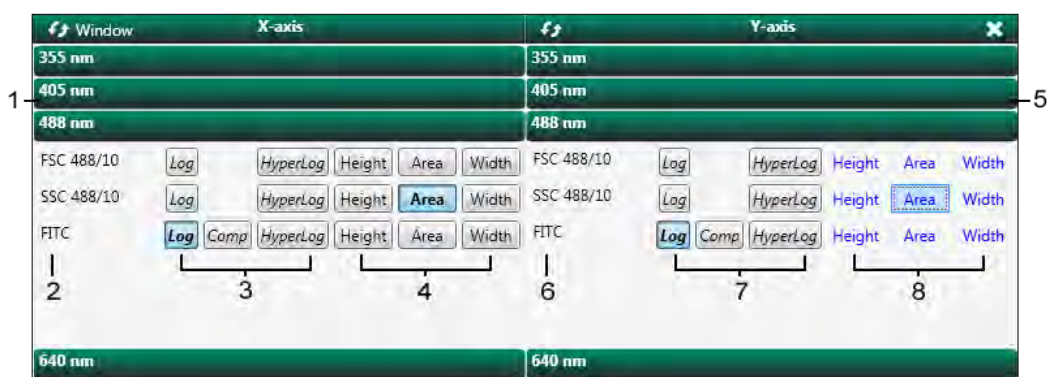 Window X-axis Y-axis
355 nm 355 nm
405 nm 405 nm
1 5
488 nm 488 nm
FSC 488/10 Log HyperLog Height Area Width FSC 488/10 Log HyperLog Height Area Width
SSC 488/10 Log HyperLog Height Area Width SSC 488/10 Log HyperLog Height Area Width
FITC Log Comp HyperLog Height Area Width FITC Log Comp HyperLog Height Area Width
2 3 4 6 7 8
640 nm 640 nm